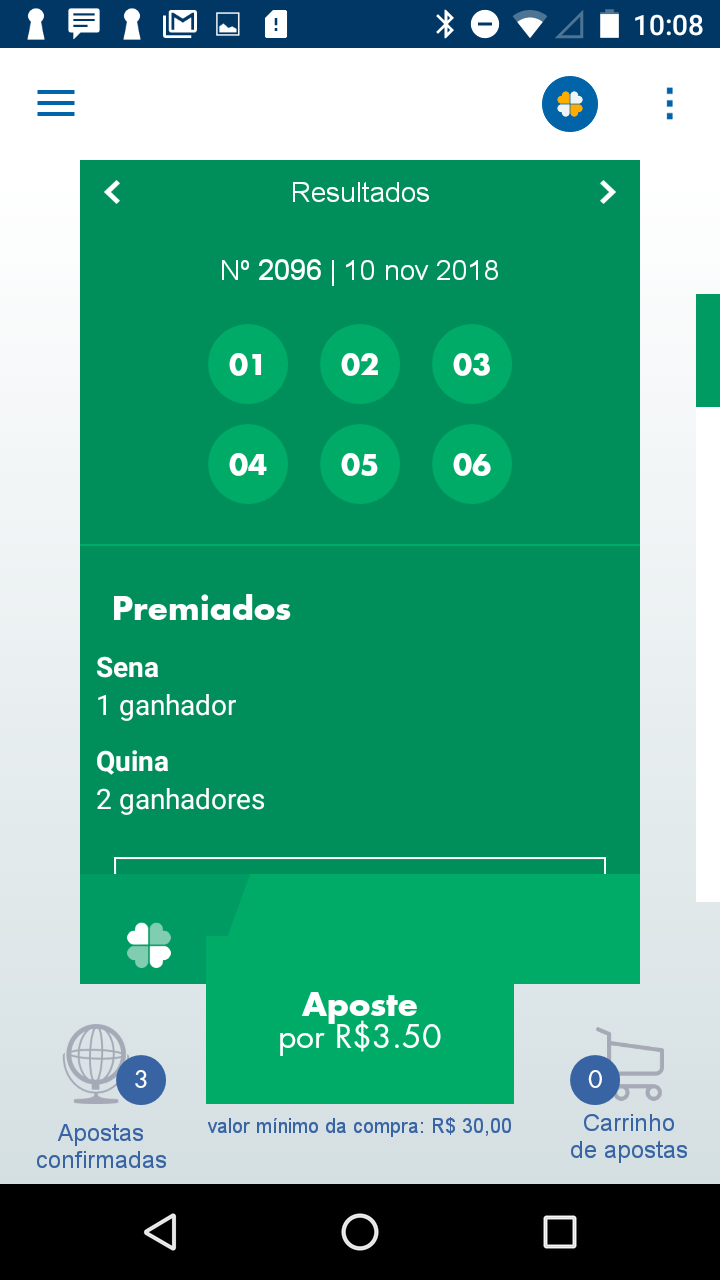 10:08
Resultados
Nº 2096 | 10 nov 2018
01 02 03
04 05 06
Premiados
Sena
1 ganhador
Quina
2 ganhadores
Aposte
por R$3.50
valor mínimo da compra: R$ 30,00
3
Apostas
confirmadas
0
Carrinho
de apostas